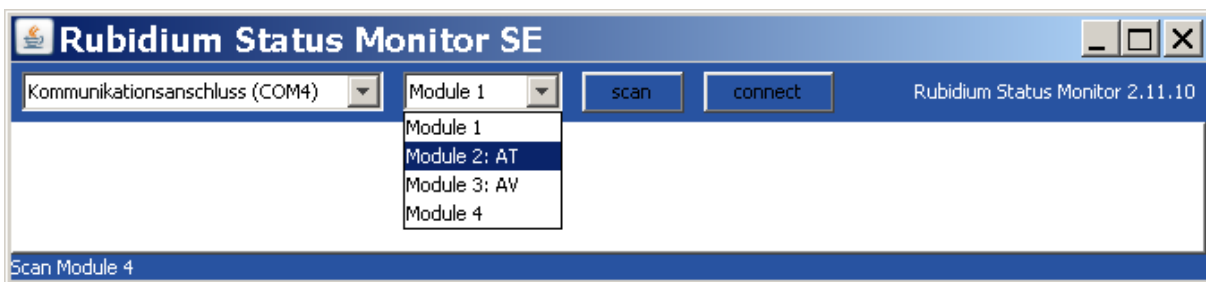 Rubidium Status Monitor SE
Kommunikationsanschluss (COM4) Module 1 scan connect Rubidium Status Monitor 2.11.10
Module 1
Module 2: AT
Module 3: AV
Module 4
Scan Module 4